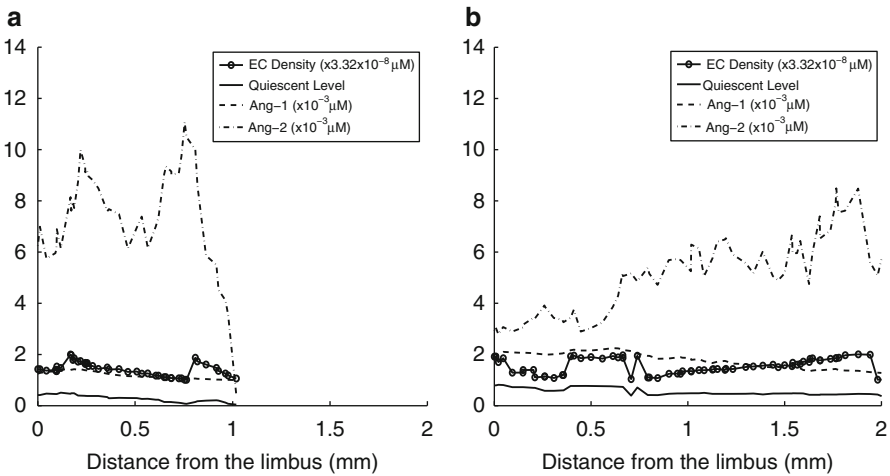 a
14
12
10
8
6
4
2
0
EC Density (x3.32x10⁻⁸μM)
Quiescent Level
Ang−1 (x10⁻³μM)
Ang−2 (x10⁻³μM)
0 0.5 1 1.5 2
Distance from the limbus (mm)
b
14
12
10
8
6
4
2
0
EC Density (x3.32x10⁻⁸μM)
Quiescent Level
Ang−1 (x10⁻³μM)
Ang−2 (x10⁻³μM)
0 0.5 1 1.5 2
Distance from the limbus (mm)